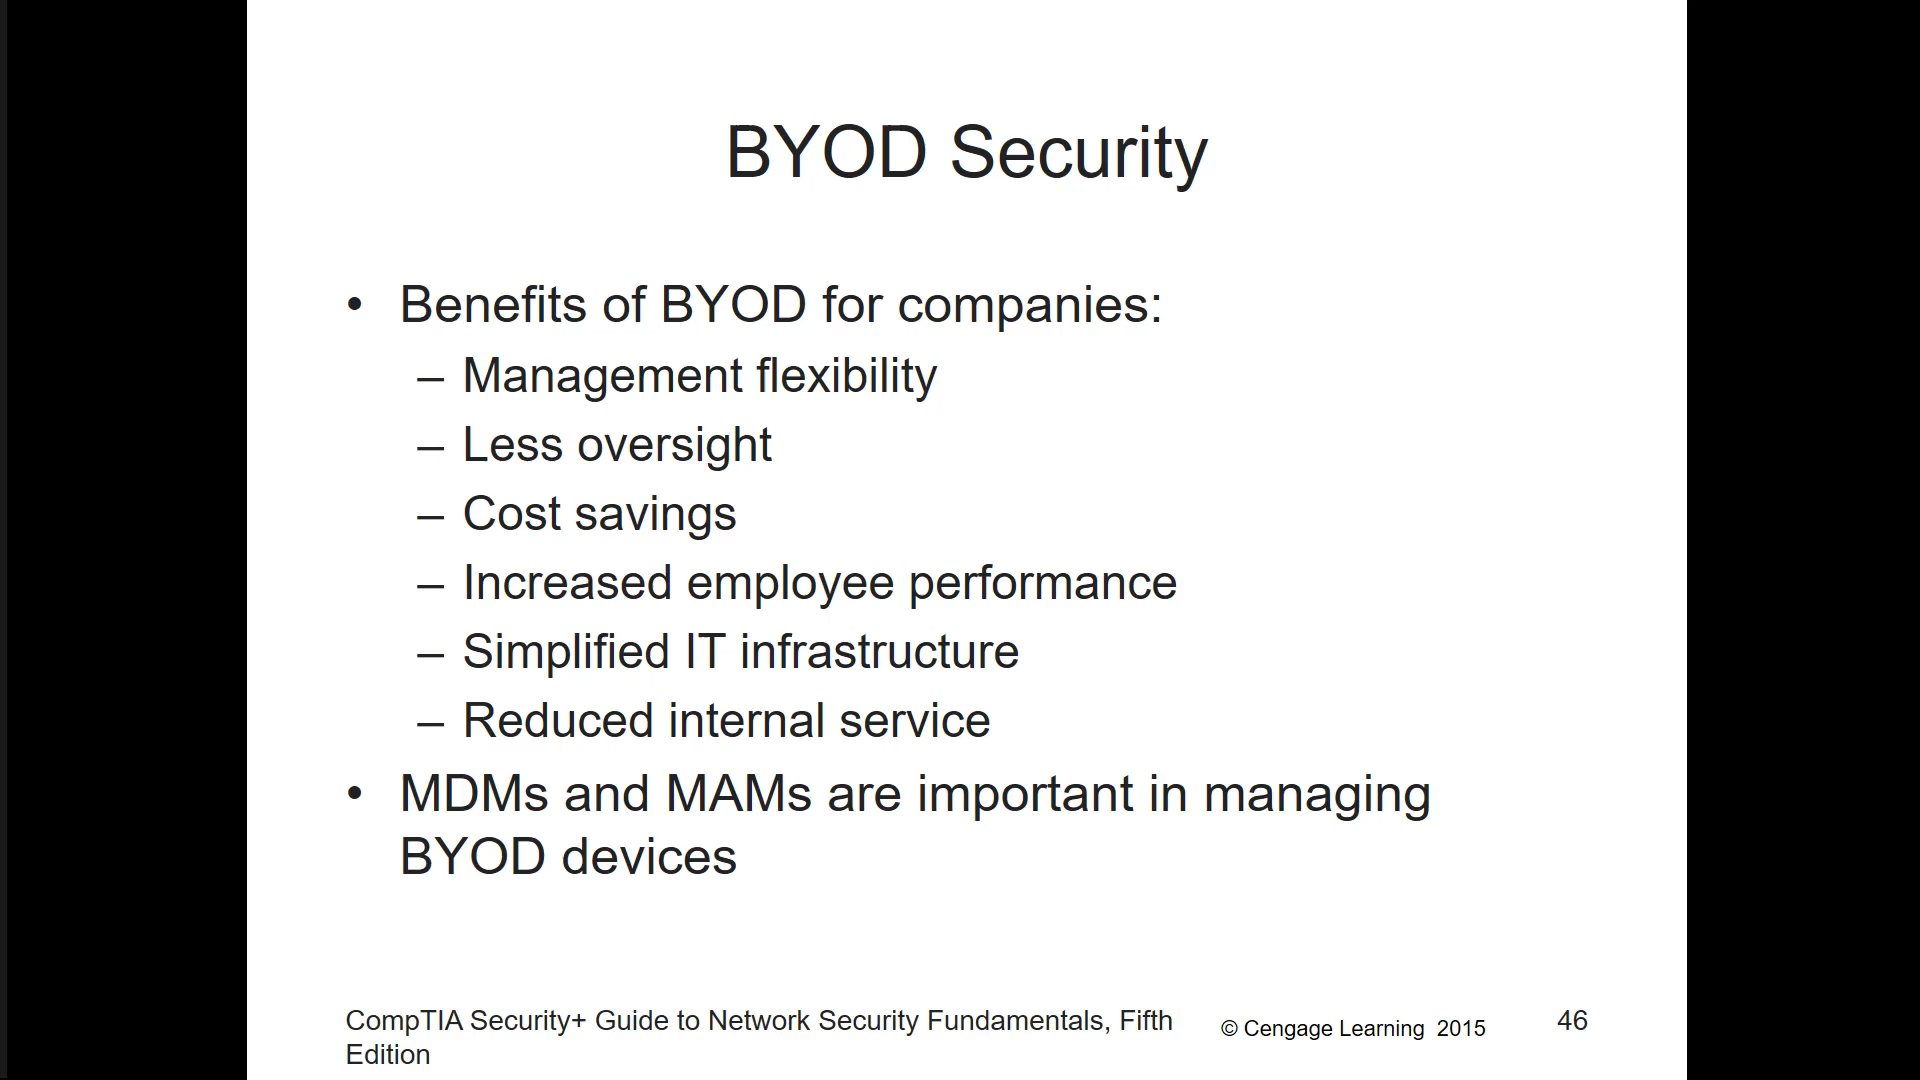 BYOD Security
• Benefits of BYOD for companies:
– Management flexibility
– Less oversight
– Cost savings
– Increased employee performance
– Simplified IT infrastructure
– Reduced internal service
• MDMs and MAMs are important in managing
BYOD devices
CompTIA Security+ Guide to Network Security Fundamentals, Fifth
Edition
© Cengage Learning 2015
46